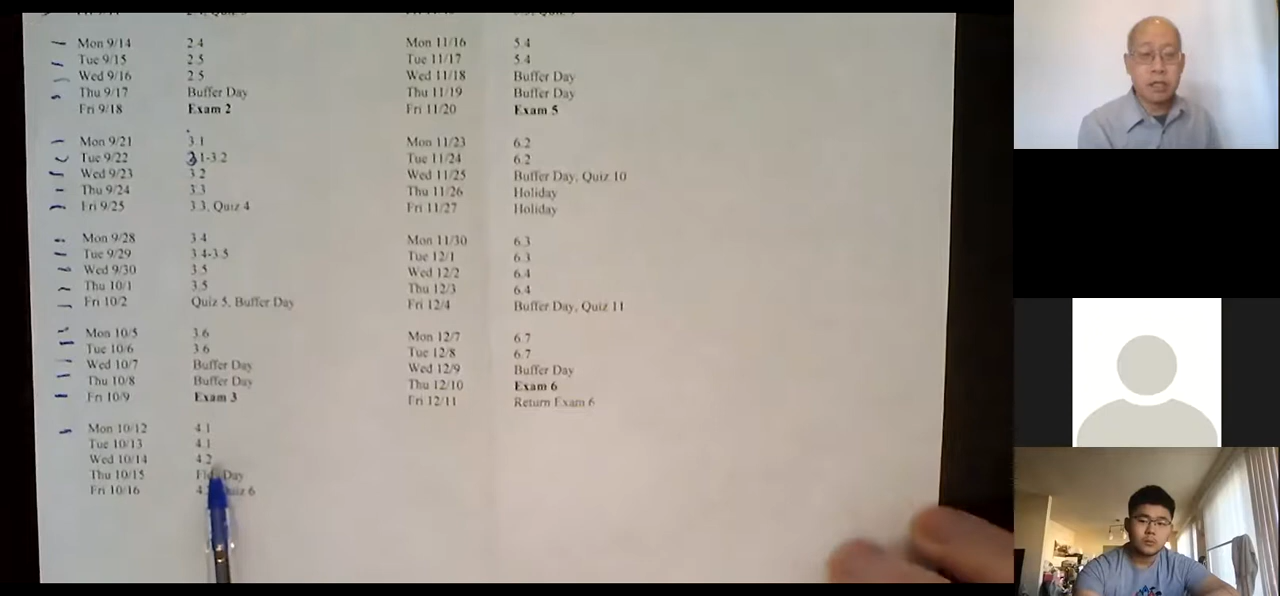 Mon 9/14 2.4
Tue 9/15 2.5
Wed 9/16 2.5
Thu 9/17 Buffer Day
Fri 9/18 Exam 2
Mon 9/21 3.1
Tue 9/22 3.1-3.2
Wed 9/23 3.2
Thu 9/24 3.3
Fri 9/25 3.3, Quiz 4
Mon 9/28 3.4
Tue 9/29 3.4-3.5
Wed 9/30 3.5
Thu 10/1 3.5
Fri 10/2 Quiz 5, Buffer Day
Mon 10/5 3.6
Tue 10/6 3.6
Wed 10/7 Buffer Day
Thu 10/8 Buffer Day
Fri 10/9 Exam 3
Mon 10/12 4.1
Tue 10/13 4.1
Wed 10/14 4.2
Thu 10/15 Day
Fri 10/16 Quiz 6
Mon 11/16 5.4
Tue 11/17 5.4
Wed 11/18 Buffer Day
Thu 11/19 Buffer Day
Fri 11/20 Exam 5
Mon 11/23 6.2
Tue 11/24 6.2
Wed 11/25 Buffer Day, Quiz 10
Thu 11/26 Holiday
Fri 11/27 Holiday
Mon 11/30 6.3
Tue 12/1 6.3
Wed 12/2 6.4
Thu 12/3 6.4
Fri 12/4 Buffer Day, Quiz 11
Mon 12/7 6.7
Tue 12/8 6.7
Wed 12/9 Buffer Day
Thu 12/10 Exam 6
Fri 12/11 Return Exam 6